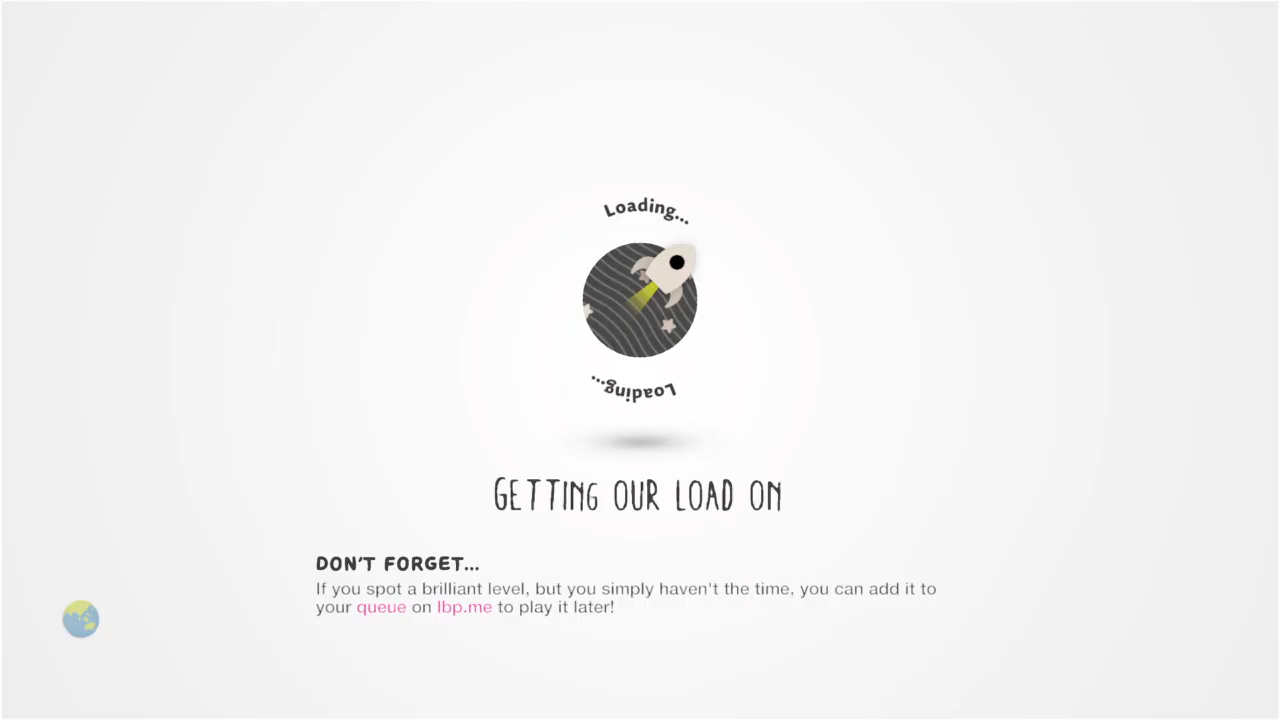 Loading...
Loading...
GETTING OUR LOAD ON
DON'T FORGET...
If you spot a brilliant level, but you simply haven't the time, you can add it to
your queue on lbp.me to play it later!